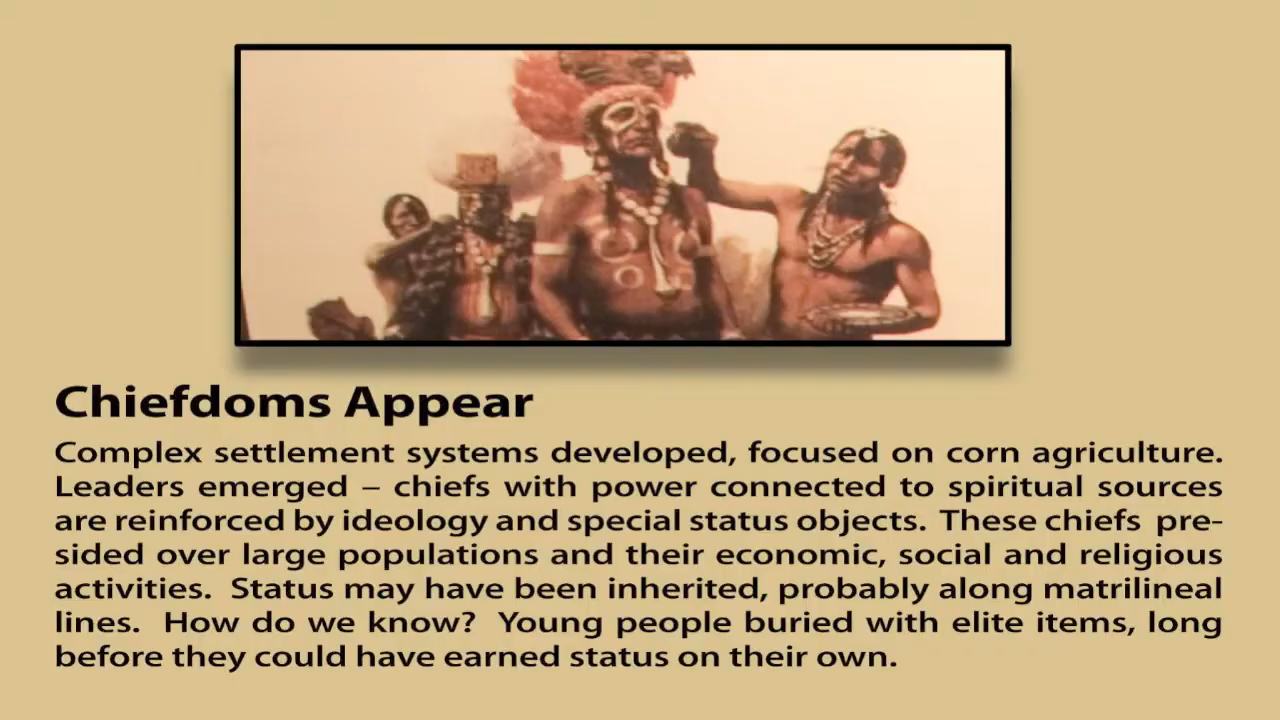 Chiefdoms Appear
Complex settlement systems developed, focused on corn agriculture.
Leaders emerged – chiefs with power connected to spiritual sources
are reinforced by ideology and special status objects.  These chiefs  pre-
sided over large populations and their economic, social and religious
activities.  Status may have been inherited, probably along matrilineal
lines.  How do we know?  Young people buried with elite items, long
before they could have earned status on their own.